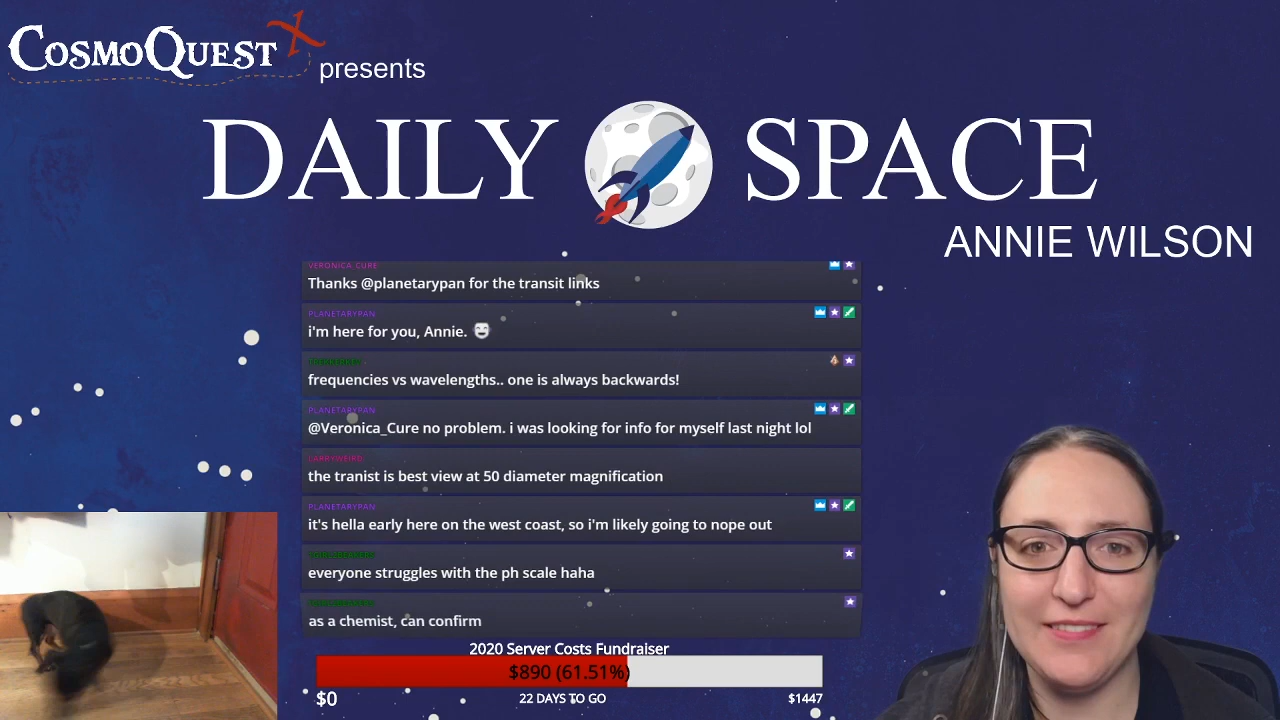 CosmoQuestX
presents
DAILY SPACE
ANNIE WILSON
VERONICA_CURE
Thanks @planetarypan for the transit links
PLANETARYPAN
i'm here for you, Annie.
frequencies vs wavelengths.. one is always backwards!
PLANETARYPAN
@Veronica_Cure no problem. i was looking for info for myself last night lol
LARRYWEIRD
the tranist is best view at 50 diameter magnification
PLANETARYPAN
it's hella early here on the west coast, so i'm likely going to nope out
everyone struggles with the ph scale haha
as a chemist, can confirm
2020 Server Costs Fundraiser
$890 (61.51%)
$0 22 DAYS TO GO $1447